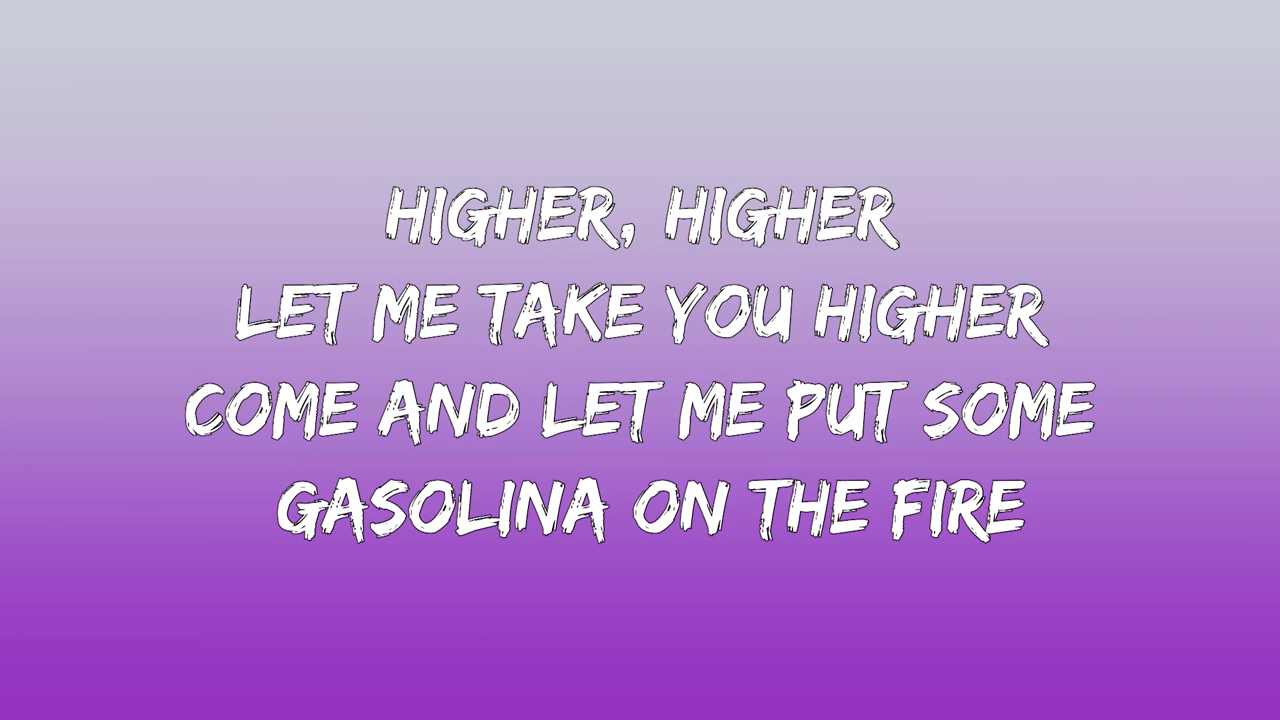 HIGHER, HIGHER
LET ME TAKE YOU HIGHER
COME AND LET ME PUT SOME
GASOLINA ON THE FIRE